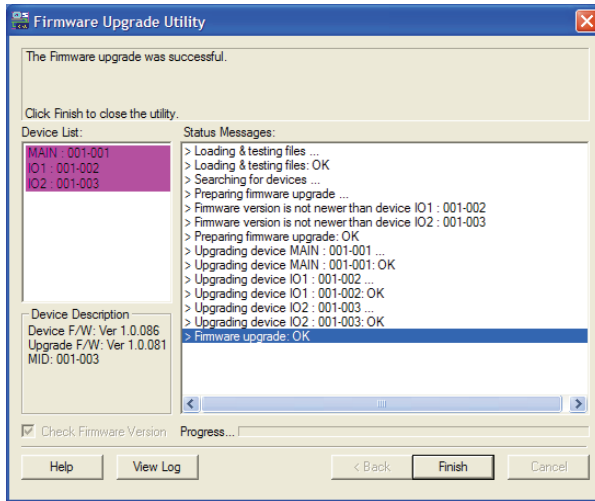 Firmware Upgrade Utility
The Firmware upgrade was successful.
Click Finish to close the utility.
Device List:
MAIN : 001-001
IO1 : 001-002
IO2 : 001-003
Status Messages:
> Loading & testing files ...
> Loading & testing files: OK
> Searching for devices ...
> Preparing firmware upgrade ...
> Firmware version is not newer than device IO1 : 001-002
> Firmware version is not newer than device IO2 : 001-003
> Preparing firmware upgrade: OK
> Upgrading device MAIN : 001-001 ...
> Upgrading device MAIN : 001-001: OK
> Upgrading device IO1 : 001-002 ...
> Upgrading device IO1 : 001-002: OK
> Upgrading device IO2 : 001-003 ...
> Upgrading device IO2 : 001-003: OK
> Firmware upgrade: OK
Device Description
Device F/W: Ver 1.0.086
Upgrade F/W: Ver 1.0.081
MID: 001-003
Check Firmware Version
Progress...
Help
View Log
< Back
Finish
Cancel